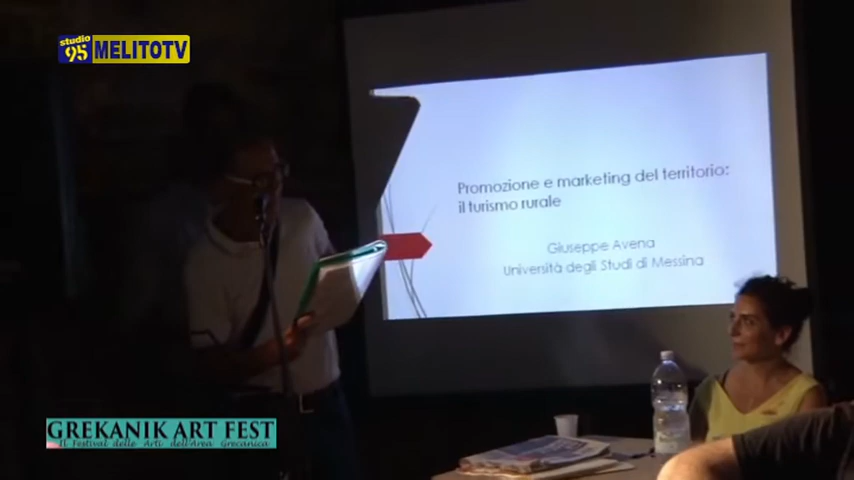 studio
95 MELITOTV
Promozione e marketing del territorio:
il turismo rurale
Giuseppe Avena
Università degli Studi di Messina
GREKANIK ART FEST
Il Festival delle Arti dell'Area Grecanica